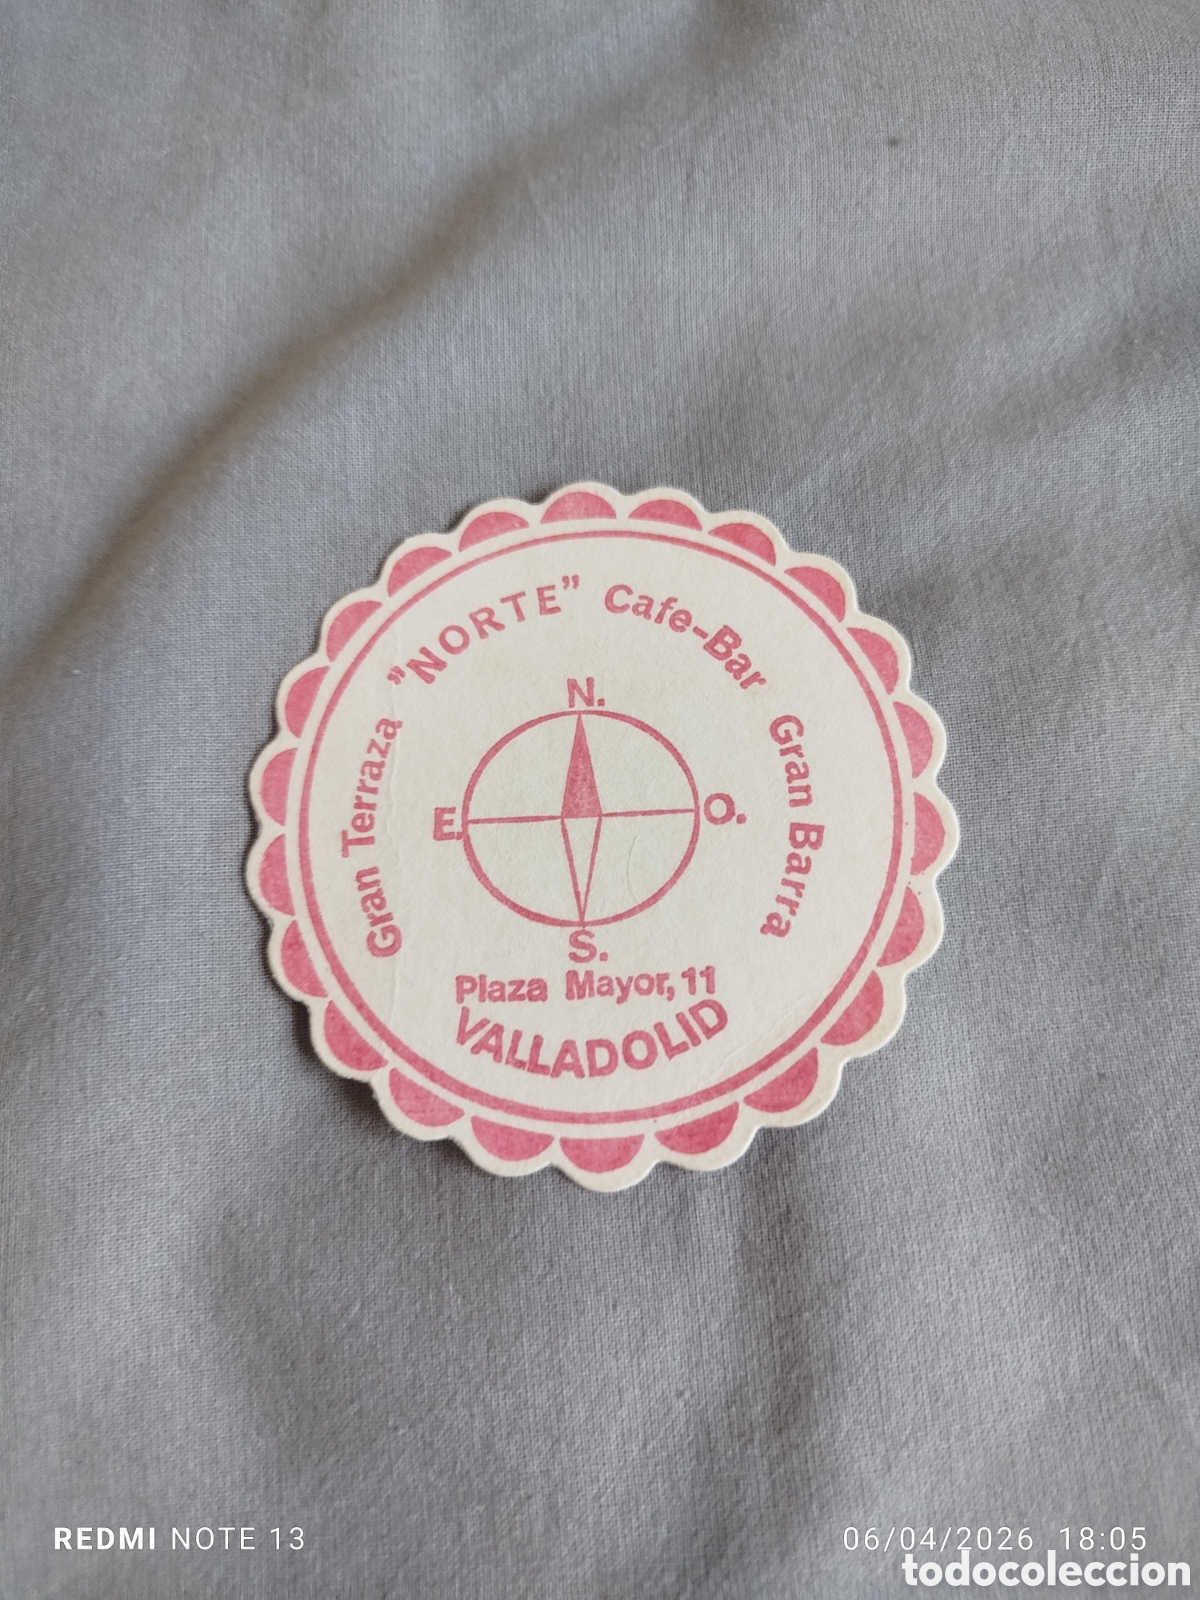 Gran Terraza "NORTE" Cafe-Bar Gran Barra
N.
E. O.
S.
Plaza Mayor, 11
VALLADOLID
REDMI NOTE 13
06/04/2026 18:05
todocoleccion